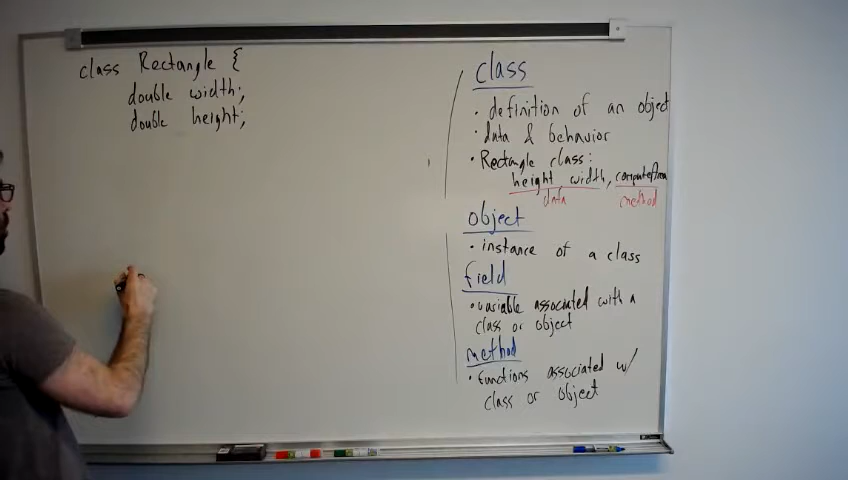 class Rectangle {
double width;
double height;
class
• definition of an object
• data & behavior
• Rectangle class:
height width, computeArea
data method
object
• instance of a class
field
• variable associated with a
class or object
method
• functions associated w/
class or object